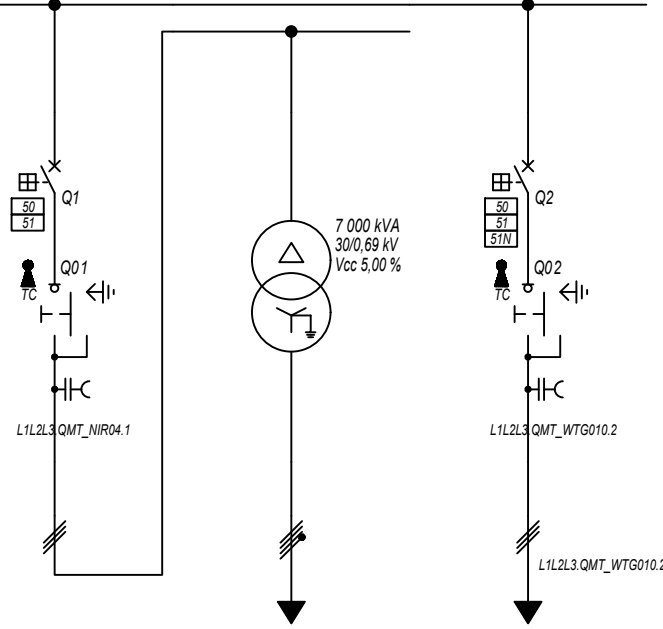 Q1
50
51
Q01
TC
L1L2L3.QMT_NIR04.1
7 000 kVA
30/0,69 kV
Vcc 5,00 %
Q2
50
51
51N
Q02
TC
L1L2L3.QMT_WTG010.2
L1L2L3.QMT_WTG010.2